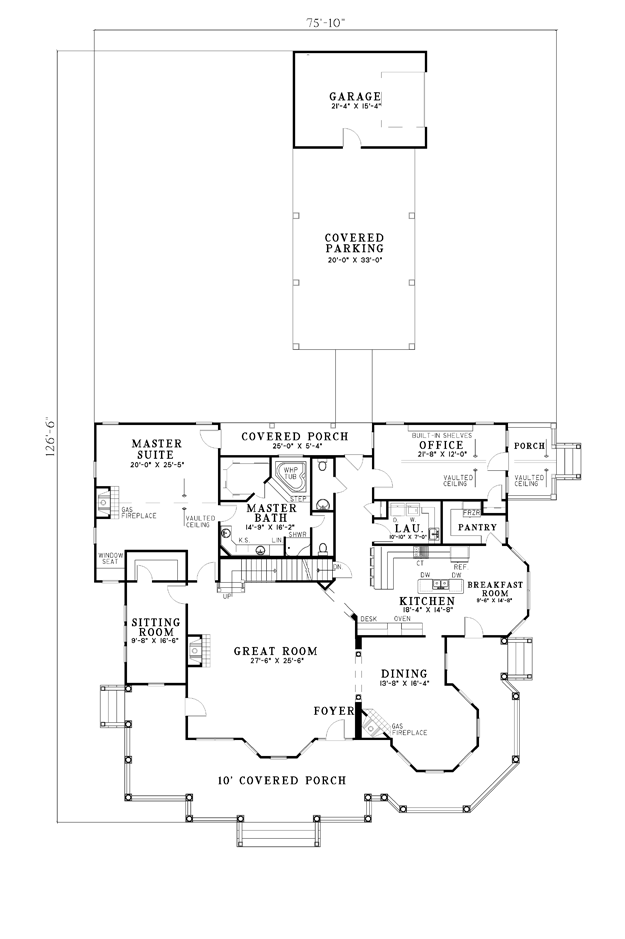 75'-10"
GARAGE
21'-4" X 15'-4"
COVERED
PARKING
20'-0" X 33'-0"
126'-6"
MASTER
SUITE
20'-0" X 25'-5"
GAS
FIREPLACE
VAULTED
CEILING
WINDOW
SEAT
COVERED PORCH
25'-0" X 5'-4"
WHP
TUB
STEP
MASTER
BATH
14'-9" X 16'-2"
K.S.
LIN
SHWR
BUILT-IN SHELVES
OFFICE
21'-8" X 12'-0"
VAULTED
CEILING
PORCH
VAULTED
CEILING
D. W.
LAU.
10'-10" X 7'-0"
FRZR
PANTRY
UP
DN
CT
REF.
DW
DW
KITCHEN
18'-4" X 14'-8"
BREAKFAST
ROOM
9'-6" X 14'-8"
DESK
OVEN
SITTING
ROOM
9'-8" X 16'-6"
GREAT ROOM
27'-6" X 25'-6"
DINING
13'-8" X 16'-4"
FOYER
GAS
FIREPLACE
10' COVERED PORCH